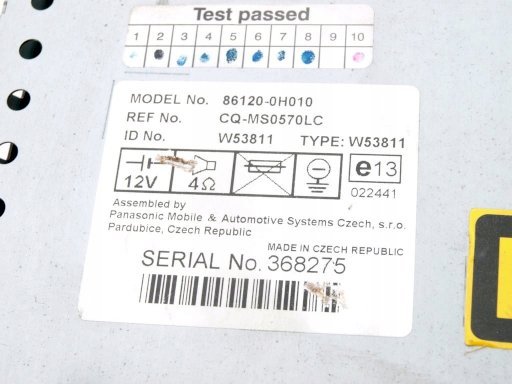 Test passed
1 2 3 4 5 6 7 8 9 10
MODEL No. 86120-0H010
REF No. CQ-MS0570LC
ID No. W53811 TYPE: W53811
12V 4Ω e13
022441
Assembled by
Panasonic Mobile & Automotive Systems Czech, s.r.o.
Pardubice, Czech Republic
MADE IN CZECH REPUBLIC
SERIAL No. 368275